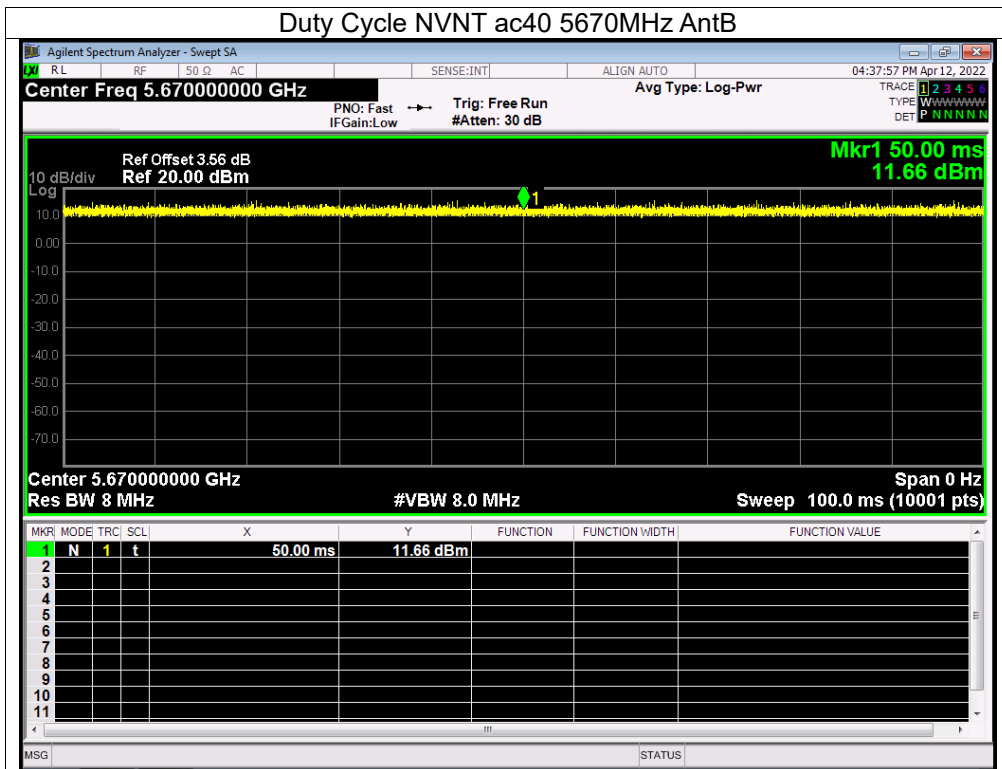 Duty Cycle NVNT ac40 5670MHz AntB
Agilent Spectrum Analyzer - Swept SA
LXI RL RF 50 Ω AC SENSE:INT ALIGN AUTO 04:37:57 PM Apr 12, 2022
Center Freq 5.670000000 GHz Avg Type: Log-Pwr TRACE 1 2 3 4 5 6
PNO: Fast Trig: Free Run TYPE WWWWWW
IFGain:Low #Atten: 30 dB DET P N N N N N
Mkr1 50.00 ms
Ref Offset 3.56 dB
10 dB/div Ref 20.00 dBm 11.66 dBm
Log
1
10.0
0.00
-10.0
-20.0
-30.0
-40.0
-50.0
-60.0
-70.0
Center 5.670000000 GHz Span 0 Hz
Res BW 8 MHz #VBW 8.0 MHz Sweep 100.0 ms (10001 pts)
MKR MODE TRC SCL X Y FUNCTION FUNCTION WIDTH FUNCTION VALUE
1 N 1 t 50.00 ms 11.66 dBm
2
3
4
5
6
7
8
9
10
11
MSG STATUS